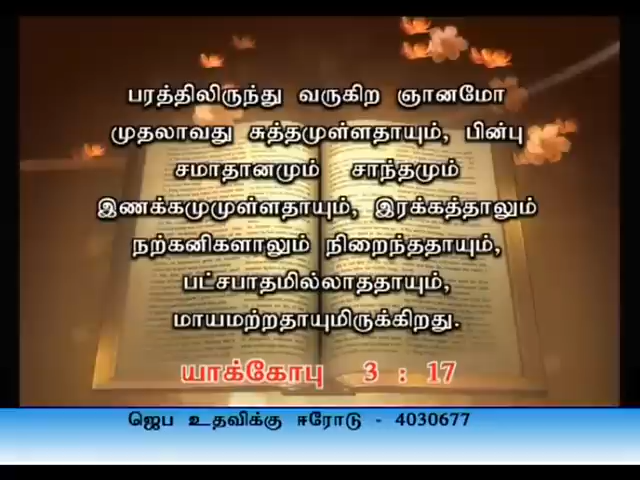 பரத்திலிருந்து வருகிற ஞானமோ
முதலாவது சுத்தமுள்ளதாயும், பின்பு
சமாதானமும் சாந்தமும்
இணக்கமுமுள்ளதாயும், இரக்கத்தாலும்
நற்கனிகளாலும் நிறைந்ததாயும்,
பட்சபாதமில்லாததாயும்,
மாயமற்றதாயுமிருக்கிறது.
யாக்கோபு 3 : 17
ஜெப உதவிக்கு ஈரோடு - 4030677